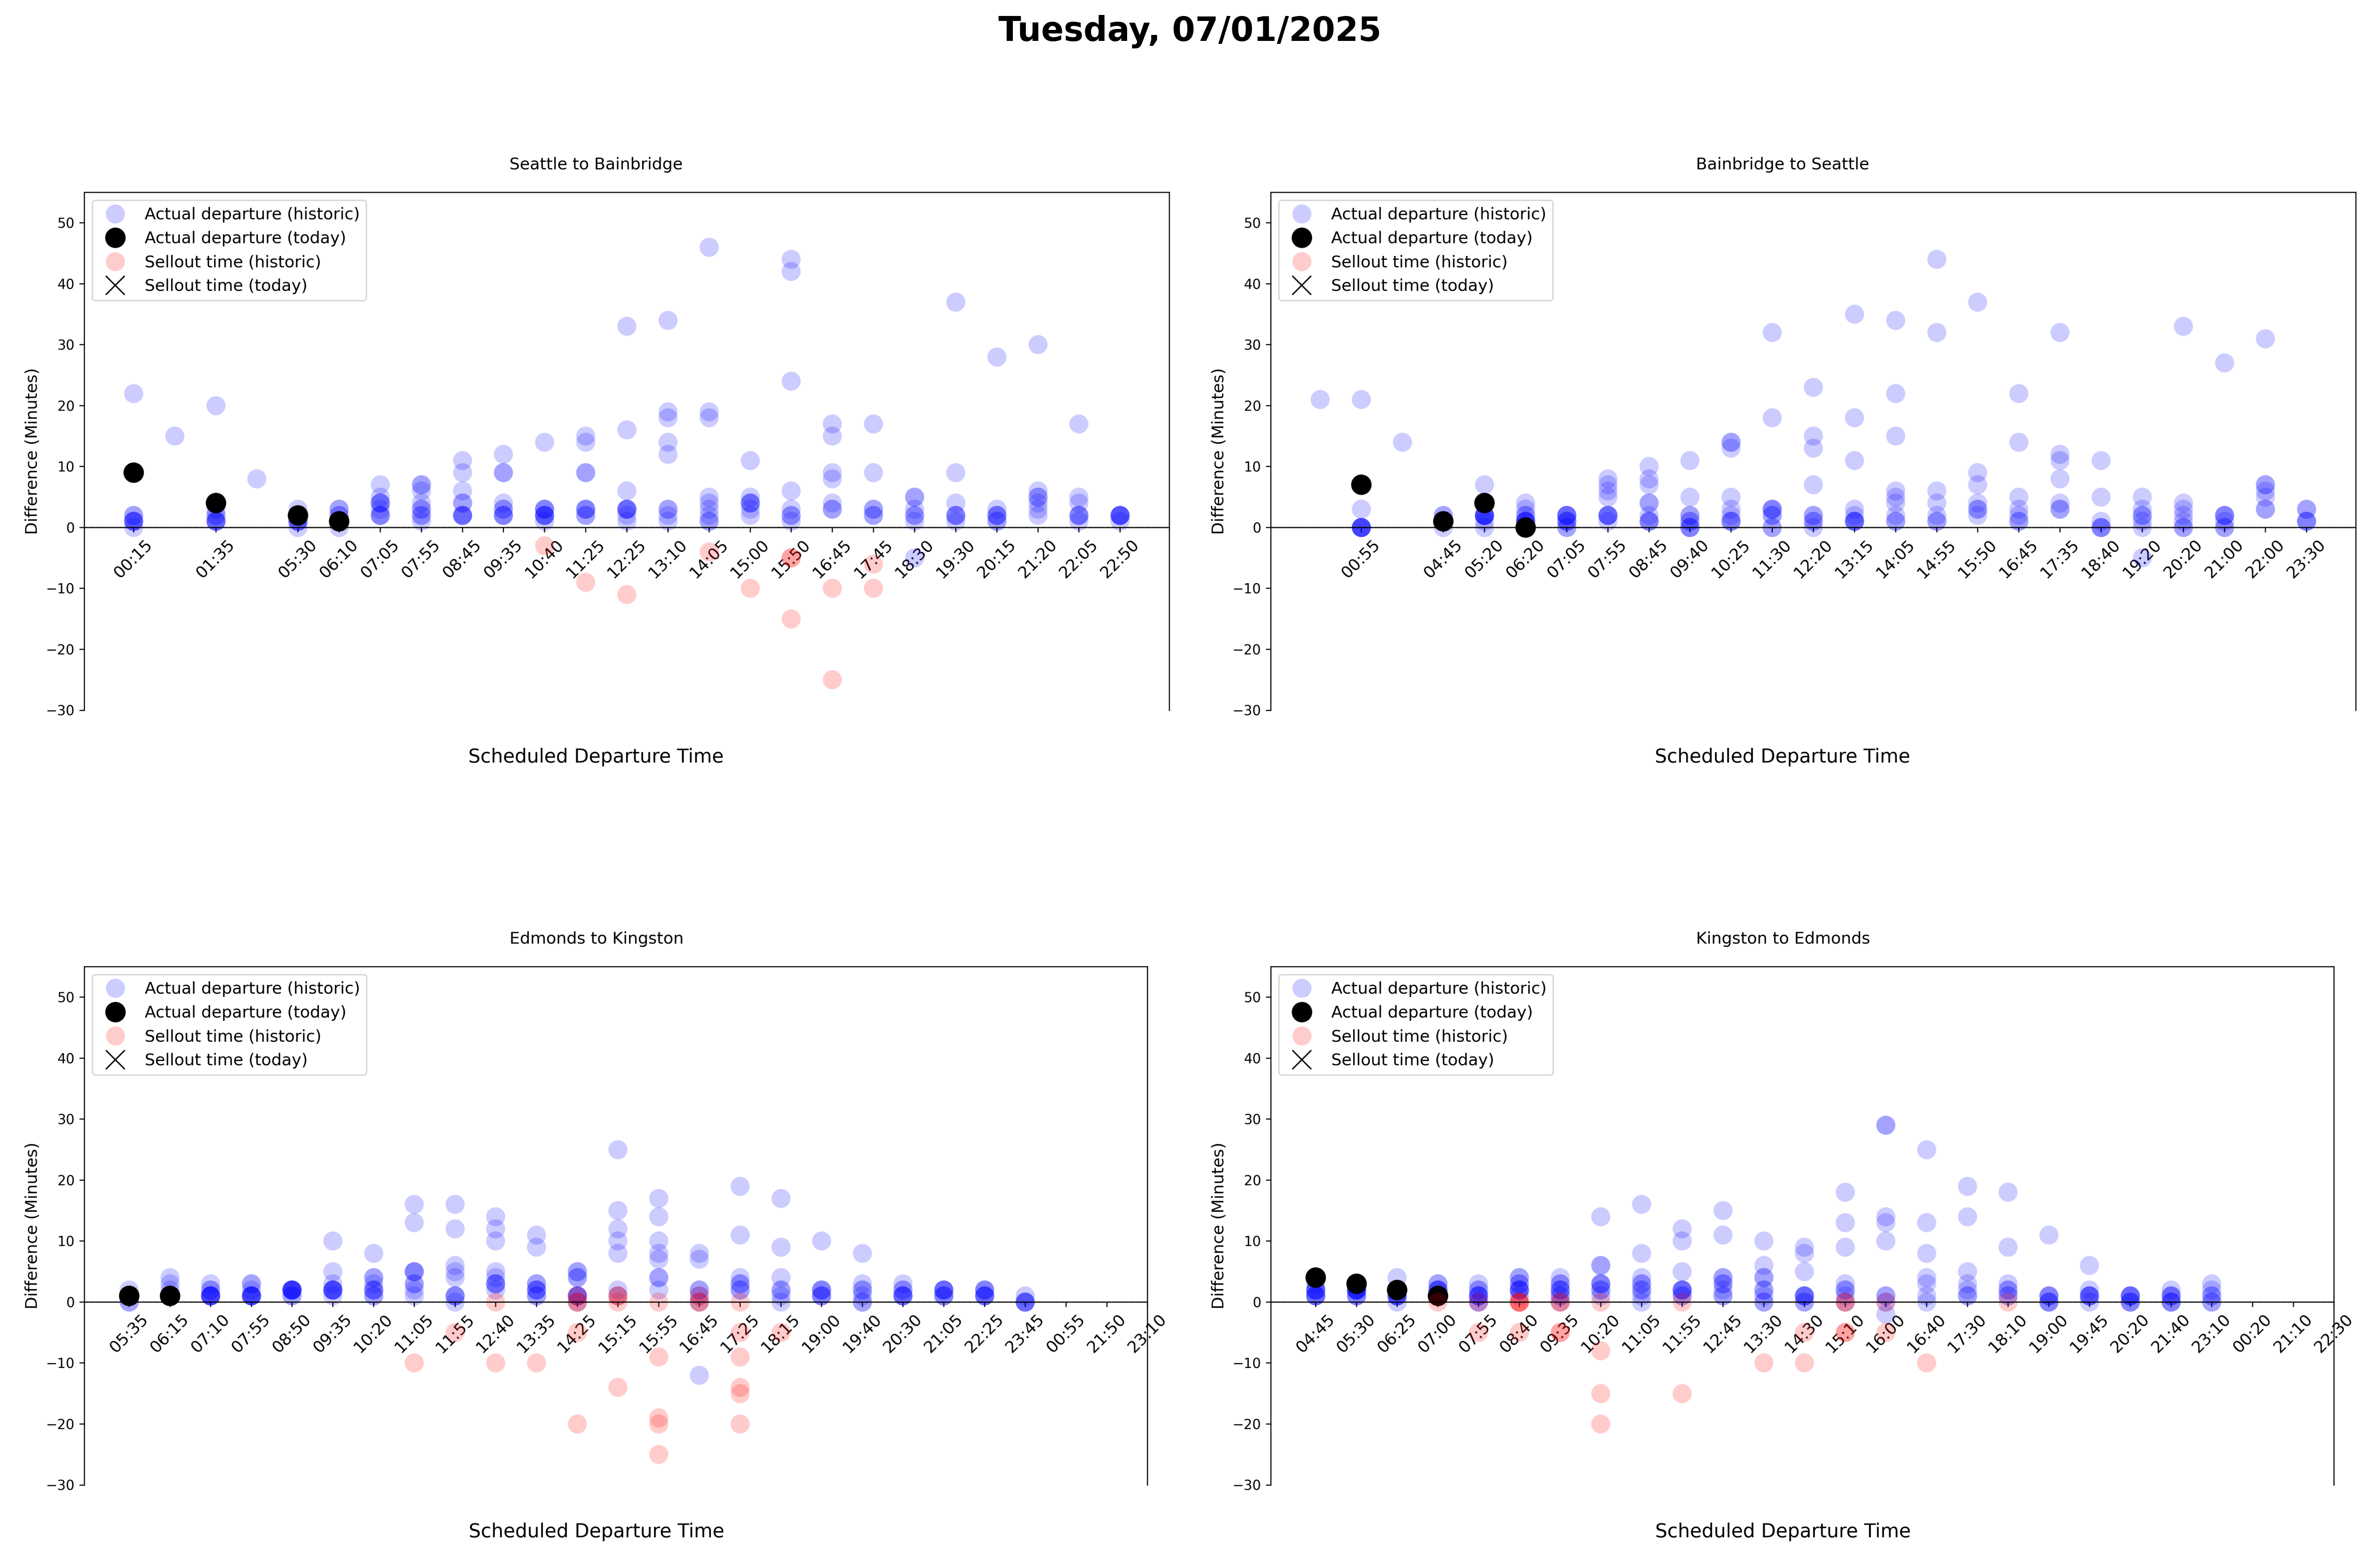 Tuesday, 07/01/2025
Seattle to Bainbridge
Actual departure (historic)
Actual departure (today)
Sellout time (historic)
Sellout time (today)
50
40
30
20
10
0
−10
−20
−30
Difference (Minutes)
00:15 01:35 05:30 06:10 07:05 07:55 08:45 09:35 10:40 11:25 12:25 13:10 14:05 15:00 15:50 16:45 17:45 18:30 19:30 20:15 21:20 22:05 22:50
Scheduled Departure Time
Bainbridge to Seattle
Actual departure (historic)
Actual departure (today)
Sellout time (historic)
Sellout time (today)
50
40
30
20
10
0
−10
−20
−30
Difference (Minutes)
00:55 04:45 05:20 06:20 07:05 07:55 08:45 09:40 10:25 11:30 12:20 13:15 14:05 14:55 15:50 16:45 17:35 18:40 19:20 20:20 21:00 22:00 23:30
Scheduled Departure Time
Edmonds to Kingston
Actual departure (historic)
Actual departure (today)
Sellout time (historic)
Sellout time (today)
50
40
30
20
10
0
−10
−20
−30
Difference (Minutes)
05:35 06:15 07:10 07:55 08:50 09:35 10:20 11:05 11:55 12:40 13:35 14:25 15:15 15:55 16:45 17:25 18:15 19:00 19:40 20:30 21:05 22:25 23:45 00:55 21:50 23:10
Scheduled Departure Time
Kingston to Edmonds
Actual departure (historic)
Actual departure (today)
Sellout time (historic)
Sellout time (today)
50
40
30
20
10
0
−10
−20
−30
Difference (Minutes)
04:45 05:30 06:25 07:00 07:55 08:40 09:35 10:20 11:05 11:55 12:45 13:30 14:30 15:10 16:00 16:40 17:30 18:10 19:00 19:45 20:20 21:40 23:10 00:20 21:10 22:30
Scheduled Departure Time